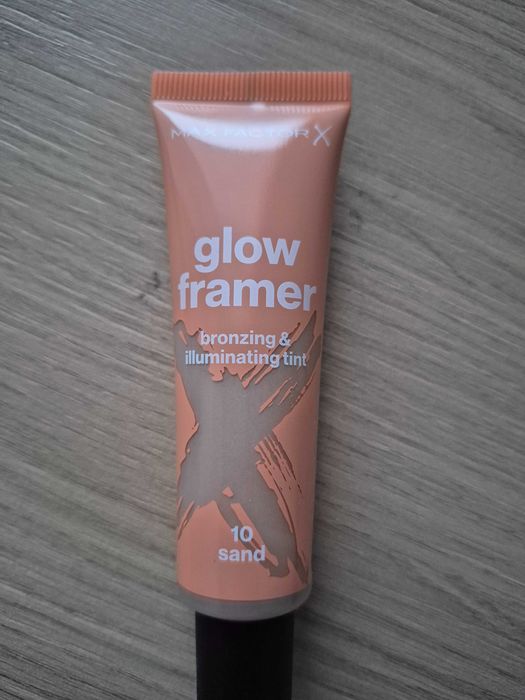 MAX FACTOR X
glow
framer
bronzing &
illuminating tint
10
sand